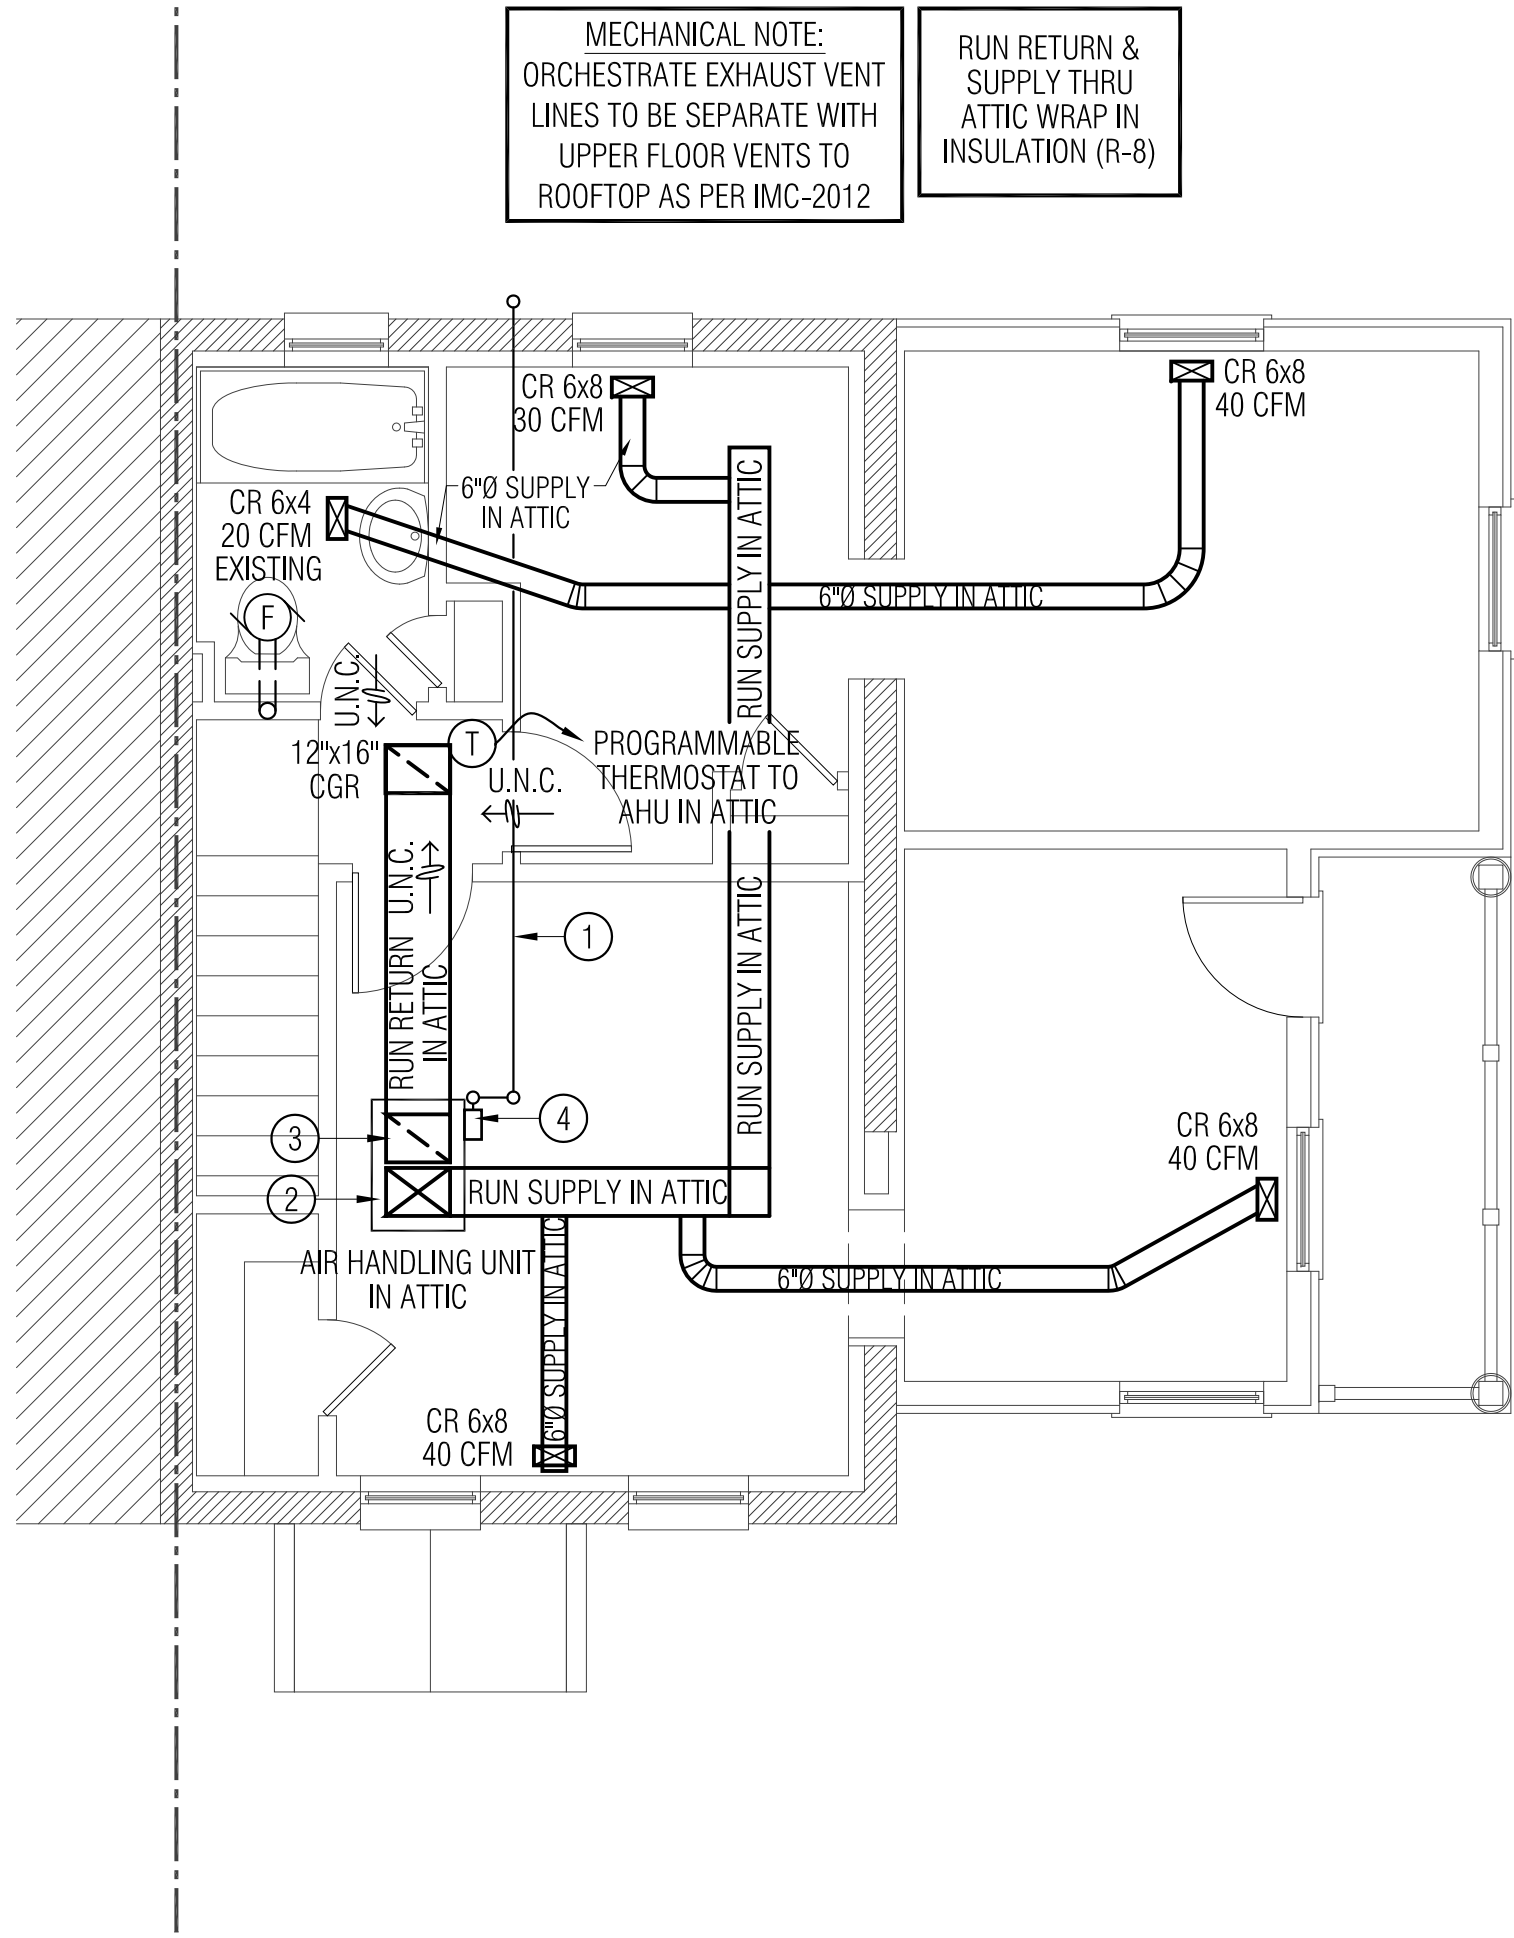 MECHANICAL NOTE:
ORCHESTRATE EXHAUST VENT
LINES TO BE SEPARATE WITH
UPPER FLOOR VENTS TO
ROOFTOP AS PER IMC-2012
RUN RETURN &
SUPPLY THRU
ATTIC WRAP IN
INSULATION (R-8)
CR 6x8
30 CFM
CR 6x8
40 CFM
6"Ø SUPPLY
IN ATTIC
CR 6x4
20 CFM
EXISTING
F
RUN SUPPLY IN ATTIC
6"Ø SUPPLY IN ATTIC
U.N.C.
12"x16"
CGR
T
PROGRAMMABLE
THERMOSTAT TO
AHU IN ATTIC
U.N.C.
U.N.C.
RUN RETURN
IN ATTIC
1
RUN SUPPLY IN ATTIC
4
3
2
RUN SUPPLY IN ATTIC
CR 6x8
40 CFM
AIR HANDLING UNIT
IN ATTIC
6"Ø SUPPLY IN ATTIC
6"Ø SUPPLY IN ATTIC
CR 6x8
40 CFM